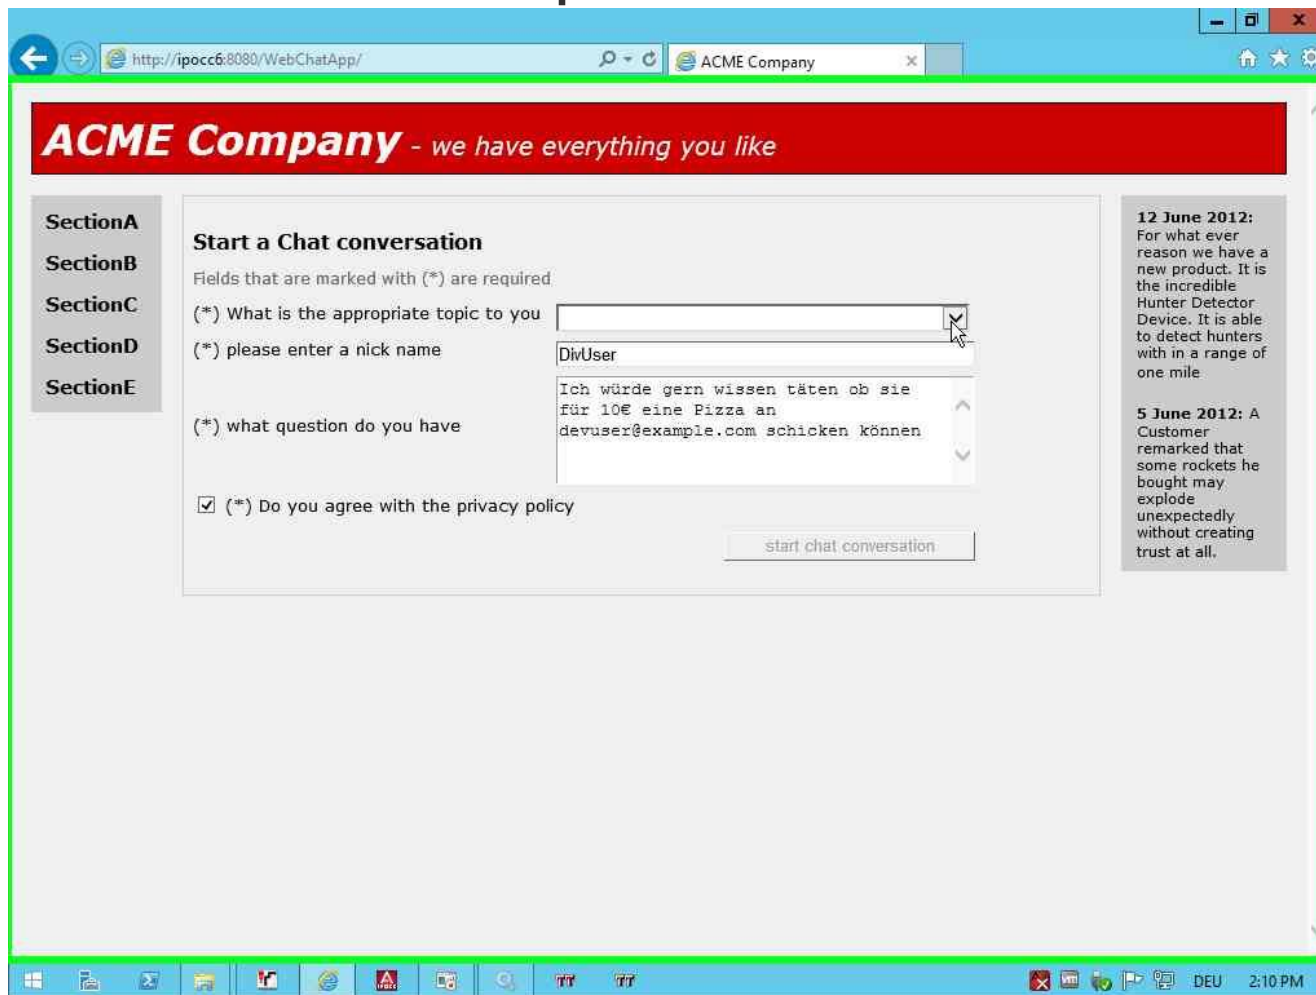 http://ipocc6:8080/WebChatApp/
ACME Company
ACME Company - we have everything you like
SectionA
SectionB
SectionC
SectionD
SectionE
Start a Chat conversation
Fields that are marked with (*) are required
(*) What is the appropriate topic to you
(*) please enter a nick name
DivUser
(*) what question do you have
Ich würde gern wissen täten ob sie
für 10€ eine Pizza an
devuser@example.com schicken können
(*) Do you agree with the privacy policy
start chat conversation
12 June 2012:
For what ever
reason we have a
new product. It is
the incredible
Hunter Detector
Device. It is able
to detect hunters
with in a range of
one mile
5 June 2012: A
Customer
remarked that
some rockets he
bought may
explode
unexpectedly
without creating
trust at all.
DEU
2:10 PM